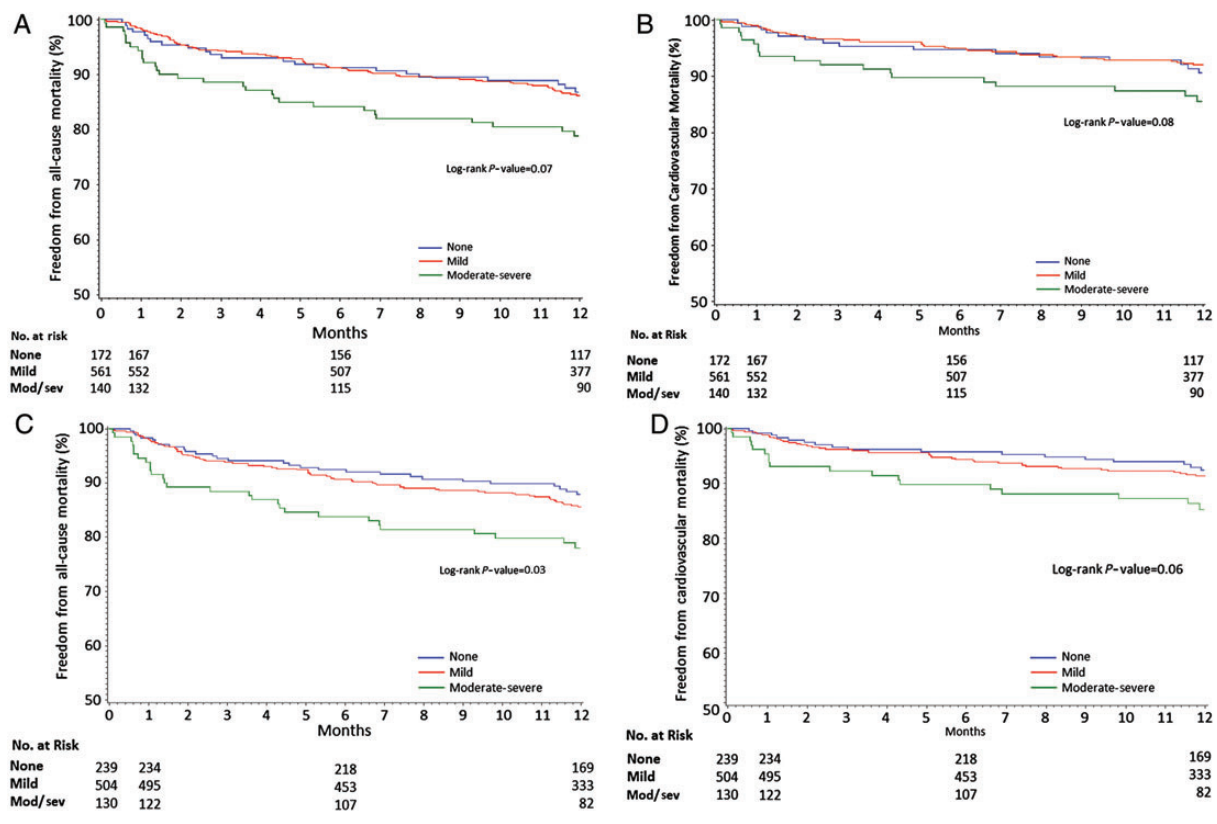 A
Freedom from all-cause mortality (%)
100
90
80
70
60
50
Log-rank P-value=0.07
None
Mild
Moderate-severe
0 1 2 3 4 5 6 7 8 9 10 11 12
Months
No. at risk
None 172 167 156 117
Mild 561 552 507 377
Mod/sev 140 132 115 90
B
Freedom from Cardiovascular Mortality (%)
100
90
80
70
60
50
Log-rank P-value=0.08
None
Mild
Moderate-severe
0 1 2 3 4 5 6 7 8 9 10 11 12
Months
No. at Risk
None 172 167 156 117
Mild 561 552 507 377
Mod/sev 140 132 115 90
C
Freedom from all-cause mortality (%)
100
90
80
70
60
50
Log-rank P-value=0.03
None
Mild
Moderate-severe
0 1 2 3 4 5 6 7 8 9 10 11 12
Months
No. at Risk
None 239 234 218 169
Mild 504 495 453 333
Mod/sev 130 122 107 82
D
Freedom from cardiovascular mortality (%)
100
90
80
70
60
50
Log-rank P-value=0.06
None
Mild
Moderate-severe
0 1 2 3 4 5 6 7 8 9 10 11 12
Months
No. at Risk
None 239 234 218 169
Mild 504 495 453 333
Mod/sev 130 122 107 82